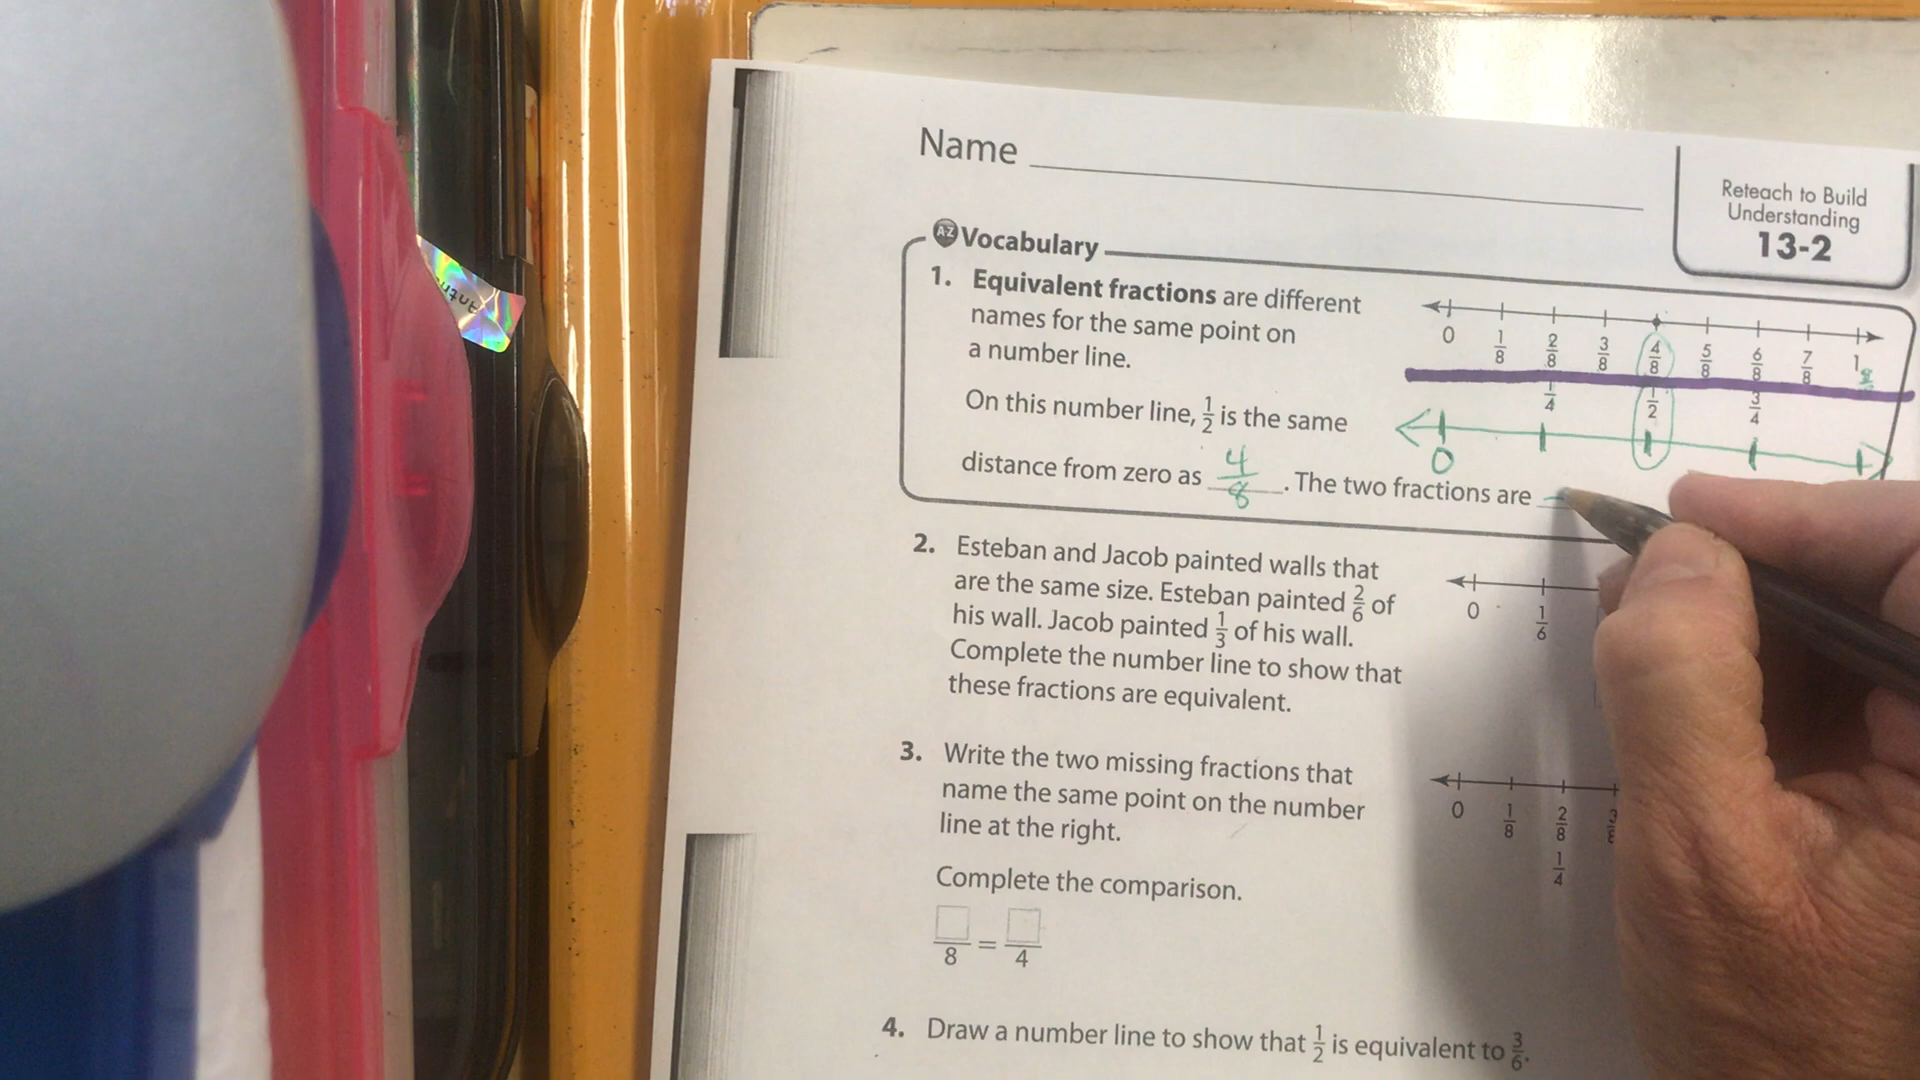 Name
Reteach to Build
Understanding
13-2
A-Z Vocabulary
1. Equivalent fractions are different
names for the same point on
a number line.
0 1/8 2/8 3/8 4/8 5/8 6/8 7/8 1
1/4 1/2 3/4
0
On this number line, 1/2 is the same
distance from zero as 4/8. The two fractions are
2. Esteban and Jacob painted walls that
are the same size. Esteban painted 2/6 of
his wall. Jacob painted 1/3 of his wall.
Complete the number line to show that
these fractions are equivalent.
0 1/6
3. Write the two missing fractions that
name the same point on the number
line at the right.
0 1/8 2/8
1/4
Complete the comparison.
□/8 = □/4
4. Draw a number line to show that 1/2 is equivalent to 3/6.